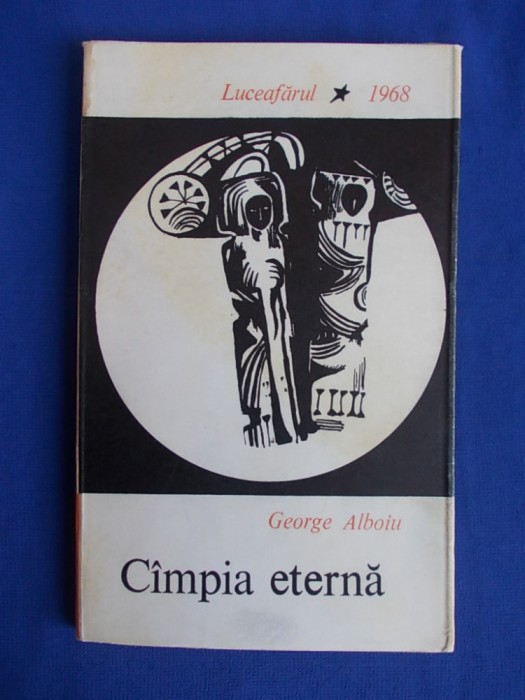 Luceafărul ★ 1968
George Alboiu
Cîmpia eternă